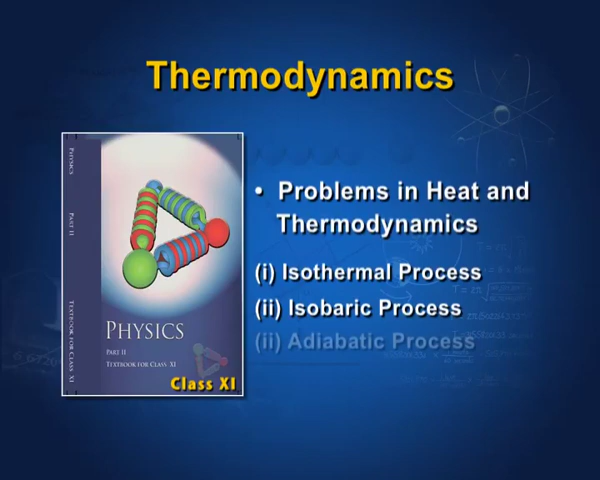 Thermodynamics
PHYSICS
PART II
TEXTBOOK FOR CLASS XI
PHYSICS
PART II
TEXTBOOK FOR CLASS XI
Class XI
• Problems in Heat and
Thermodynamics
(i) Isothermal Process
(ii) Isobaric Process
(ii) Adiabatic Process